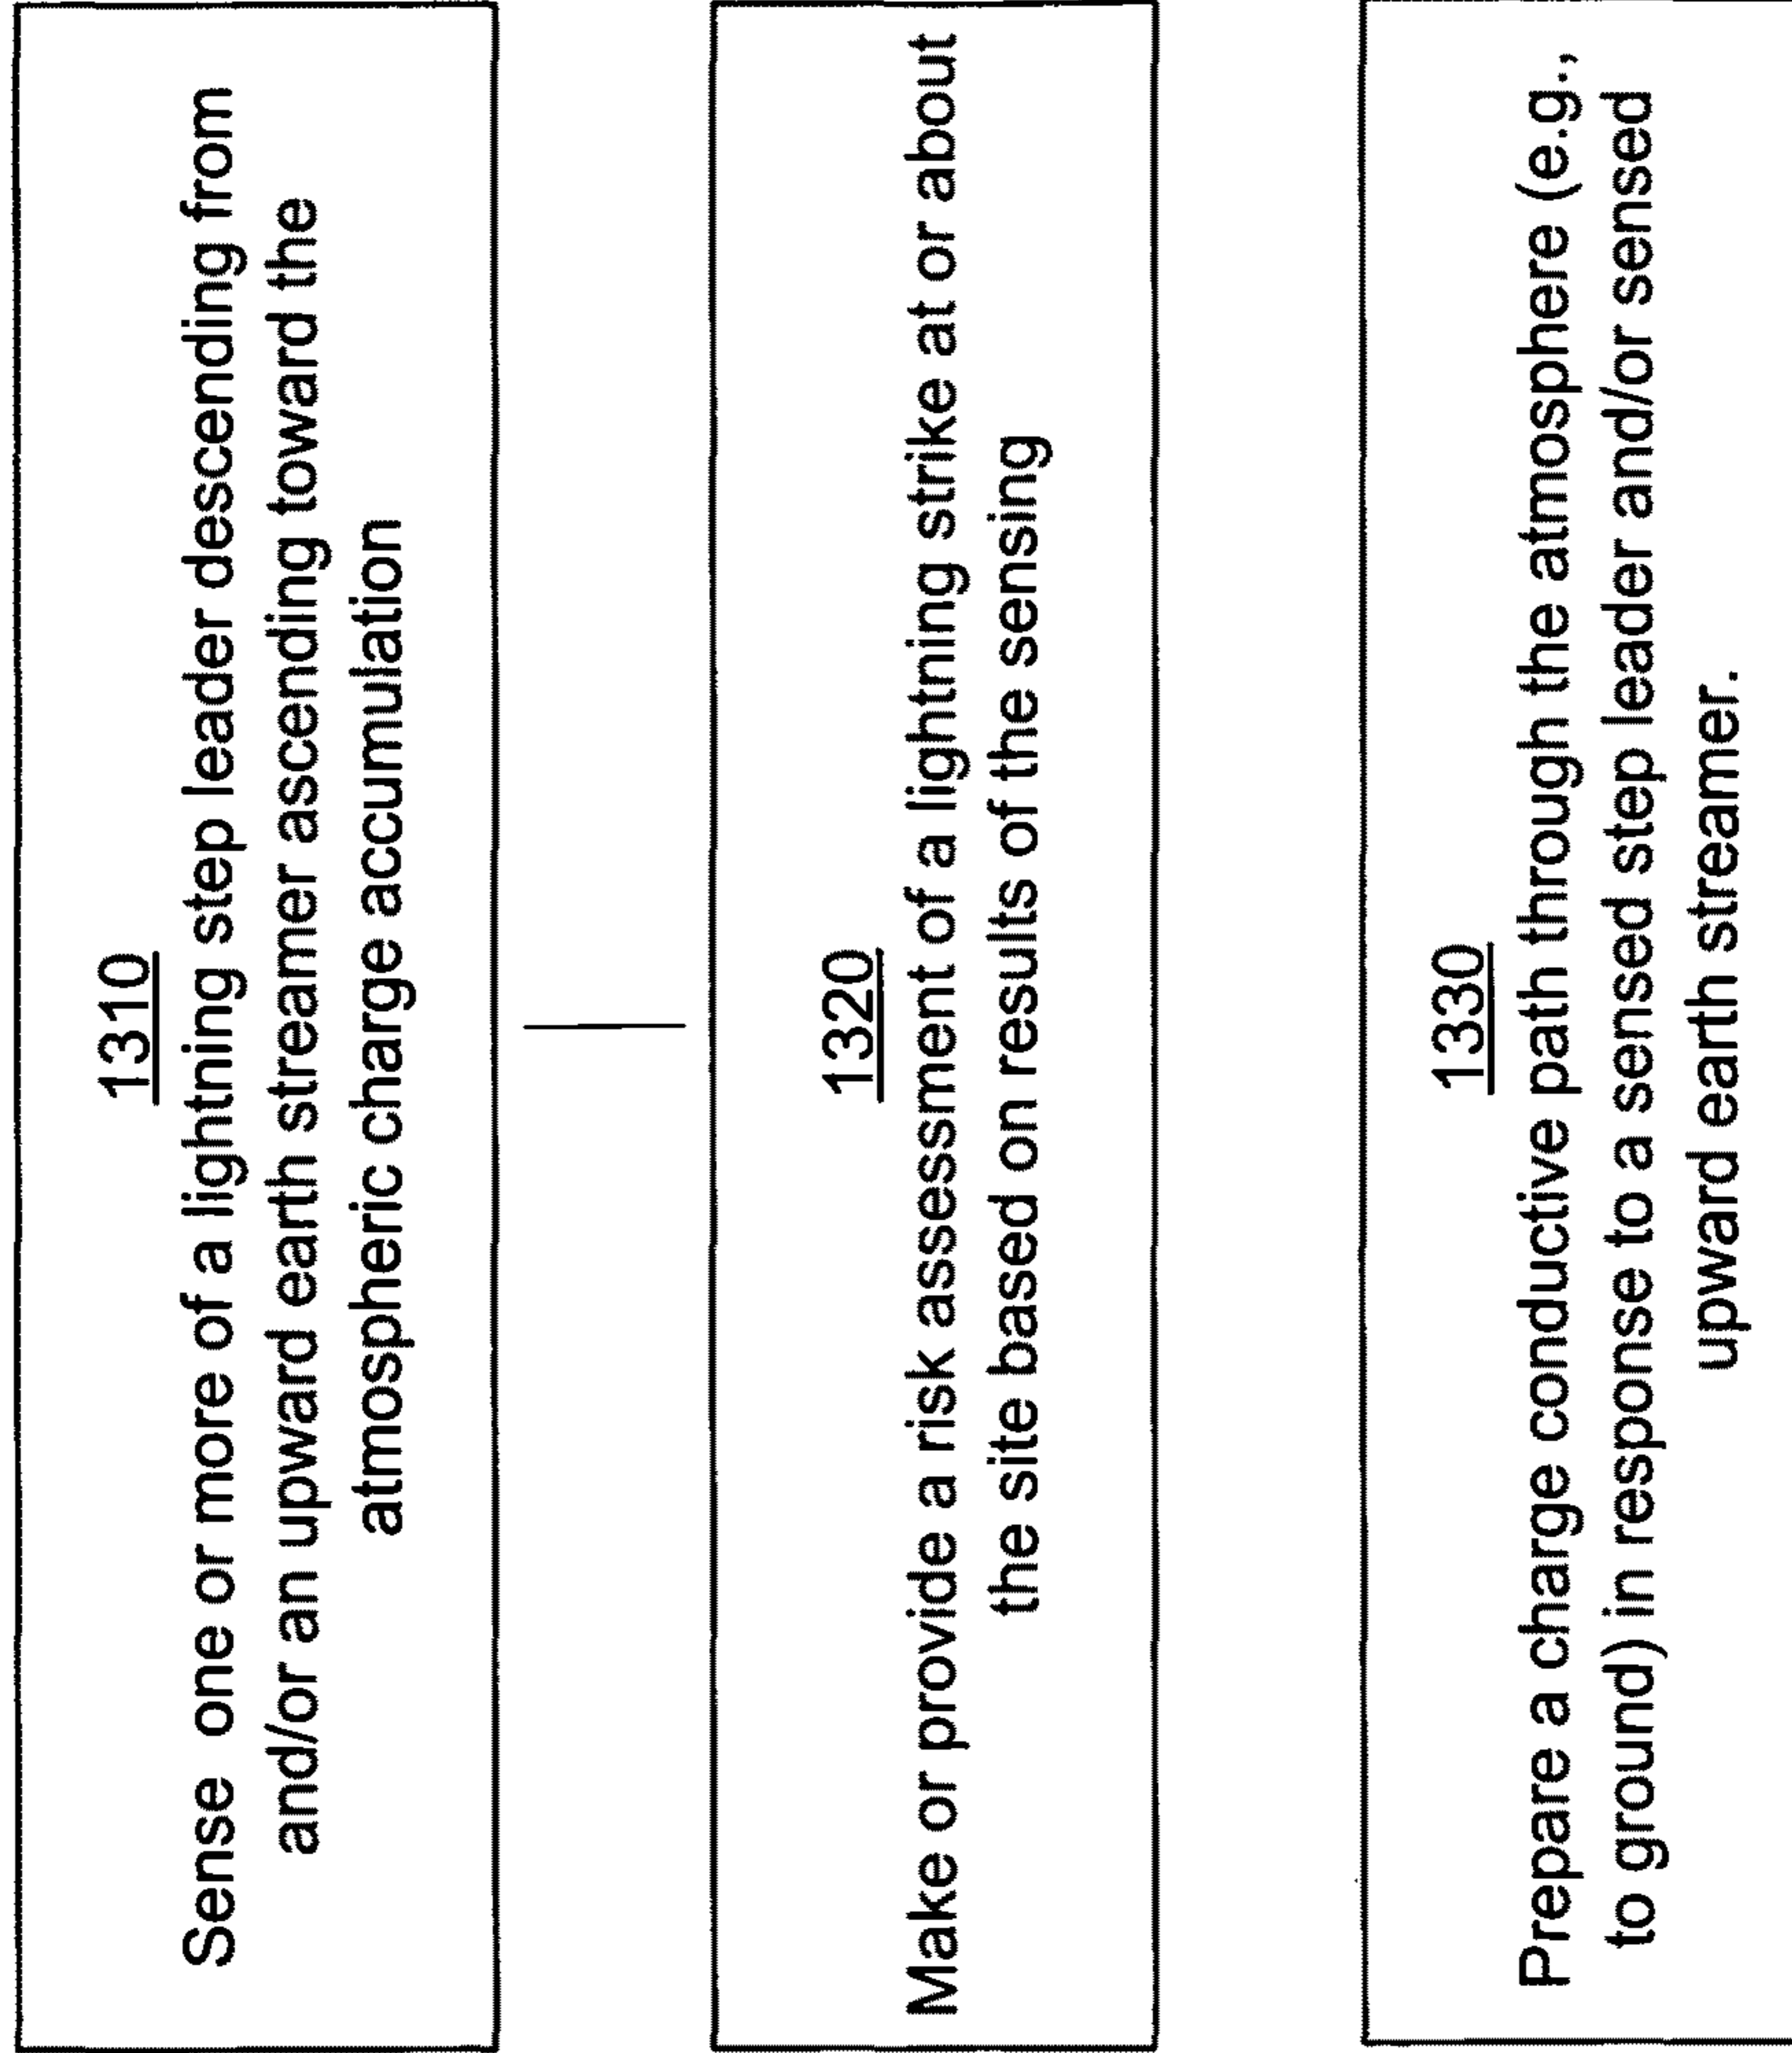 1310
Sense one or more of a lightning step leader descending from
and/or an upward earth streamer ascending toward the
atmospheric charge accumulation
1320
Make or provide a risk assessment of a lightning strike at or about
the site based on results of the sensing
1330
Prepare a charge conductive path through the atmosphere (e.g.,
to ground) in response to a sensed step leader and/or sensed
upward earth streamer.